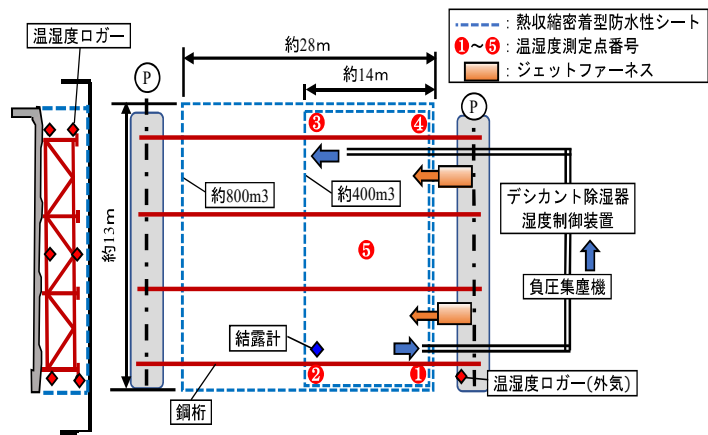 温湿度ロガー
P
約28m
約14m
：熱収縮密着型防水性シート
❶～❺：温湿度測定点番号
：ジェットファーネス
P
❸
❹
約800m3
約400m3
デシカント除湿器
湿度制御装置
約13m
❺
負圧集塵機
結露計
❷
❶
鋼桁
温湿度ロガー(外気)